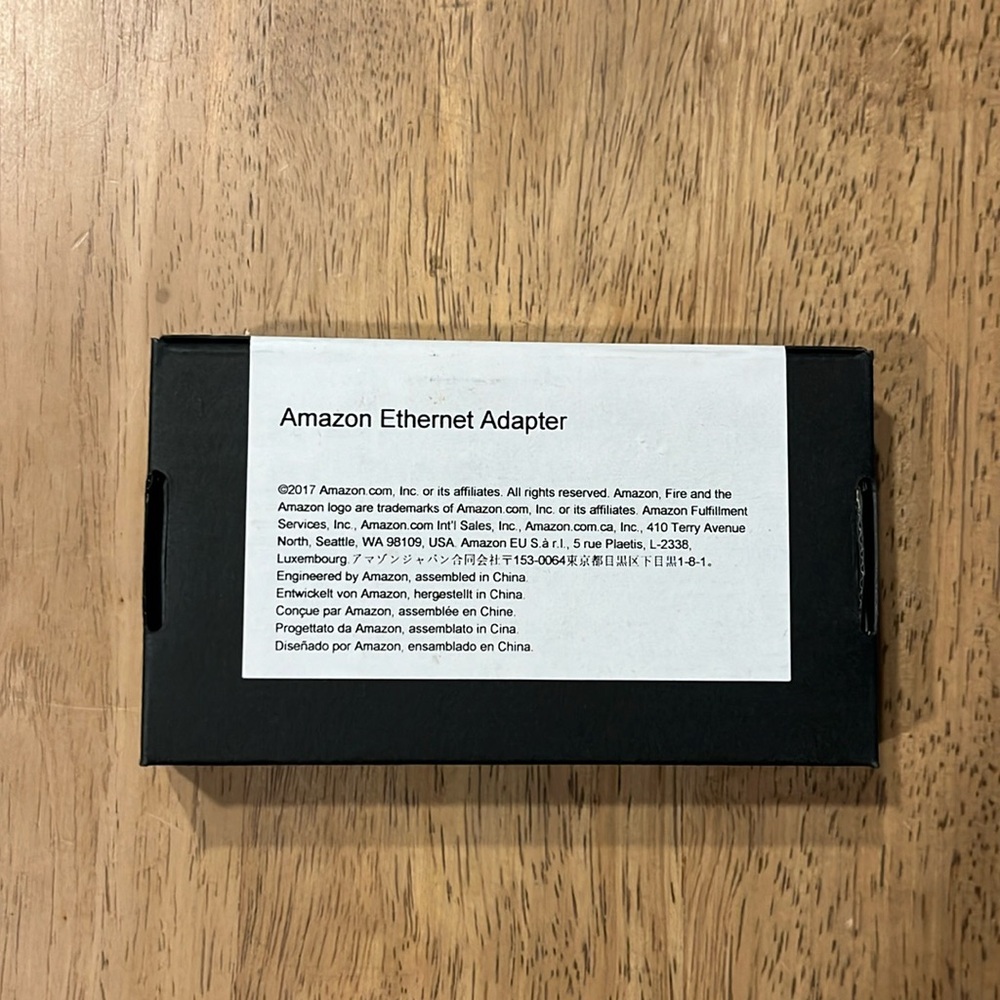 Amazon Ethernet Adapter
©2017 Amazon.com, Inc. or its affiliates. All rights reserved. Amazon, Fire and the
Amazon logo are trademarks of Amazon.com, Inc. or its affiliates. Amazon Fulfillment
Services, Inc., Amazon.com Int'l Sales, Inc., Amazon.com.ca, Inc., 410 Terry Avenue
North, Seattle, WA 98109, USA. Amazon EU S.à r.l., 5 rue Plaetis, L-2338,
Luxembourg.アマゾンジャパン合同会社〒153-0064東京都目黒区下目黒1-8-1。
Engineered by Amazon, assembled in China.
Entwickelt von Amazon, hergestellt in China.
Conçue par Amazon, assemblée en Chine.
Progettato da Amazon, assemblato in Cina.
Diseñado por Amazon, ensamblado en China.